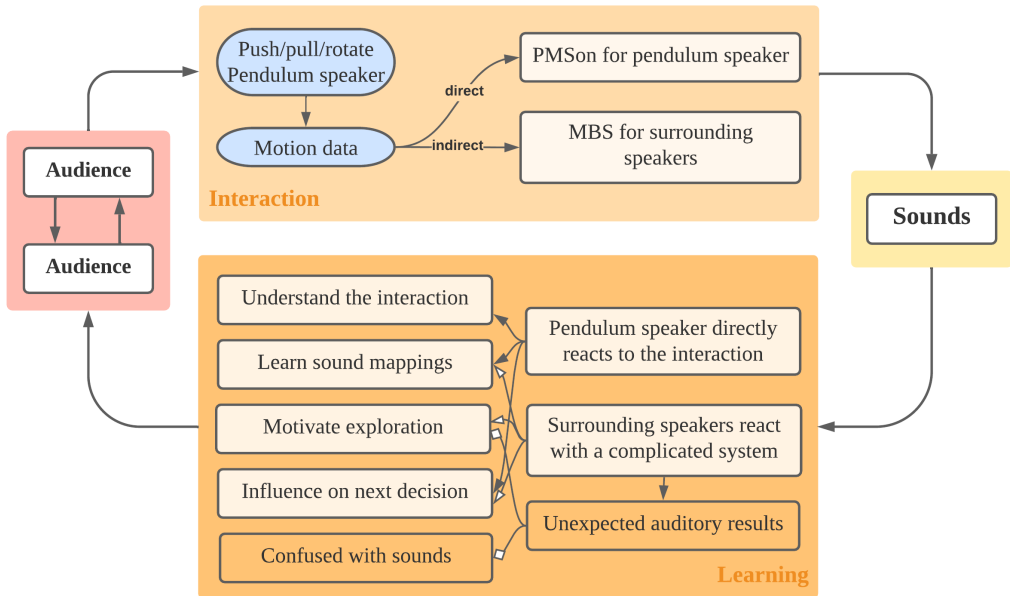 Push/pull/rotate
Pendulum speaker
Motion data
direct
indirect
PMSon for pendulum speaker
MBS for surrounding
speakers
Interaction
Audience
Audience
Sounds
Understand the interaction
Learn sound mappings
Motivate exploration
Influence on next decision
Confused with sounds
Pendulum speaker directly
reacts to the interaction
Surrounding speakers react
with a complicated system
Unexpected auditory results
Learning